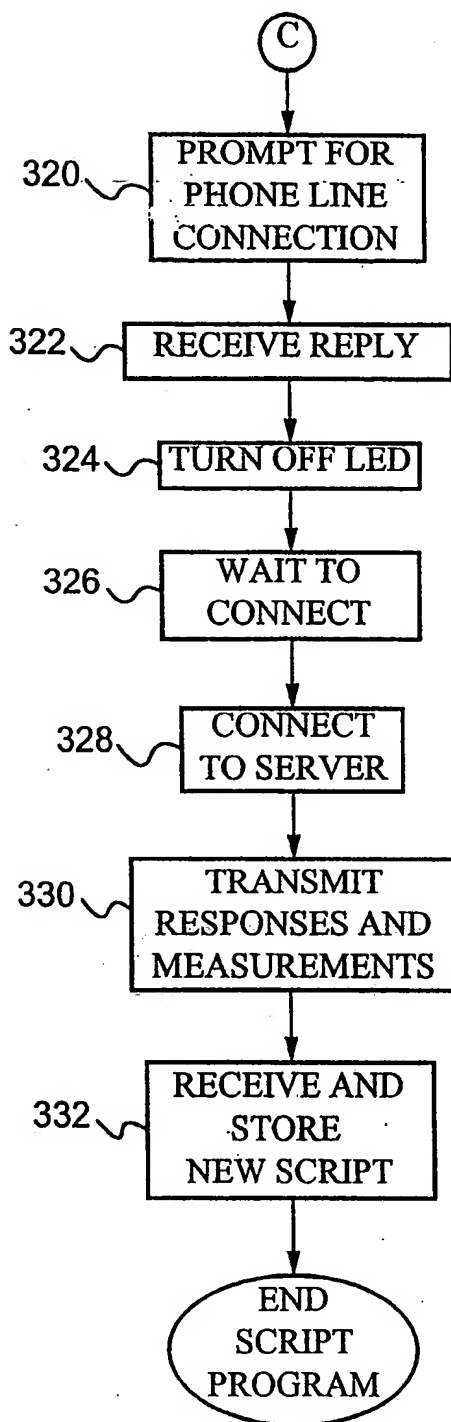 C
320
PROMPT FOR
PHONE LINE
CONNECTION
322
RECEIVE REPLY
324
TURN OFF LED
326
WAIT TO
CONNECT
328
CONNECT
TO SERVER
330
TRANSMIT
RESPONSES AND
MEASUREMENTS
332
RECEIVE AND
STORE
NEW SCRIPT
END
SCRIPT
PROGRAM